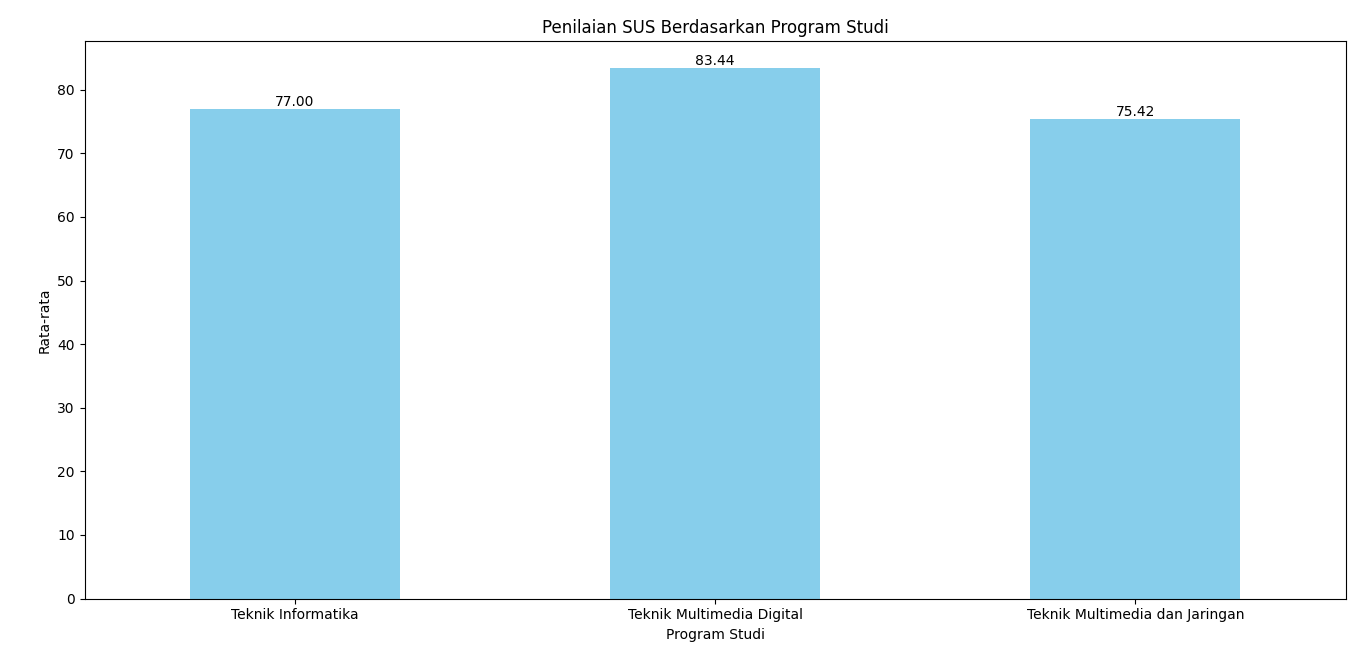 Penilaian SUS Berdasarkan Program Studi
83.44
77.00
75.42
80
70
60
50
40
30
20
10
0
Rata-rata
Teknik Informatika
Teknik Multimedia Digital
Teknik Multimedia dan Jaringan
Program Studi